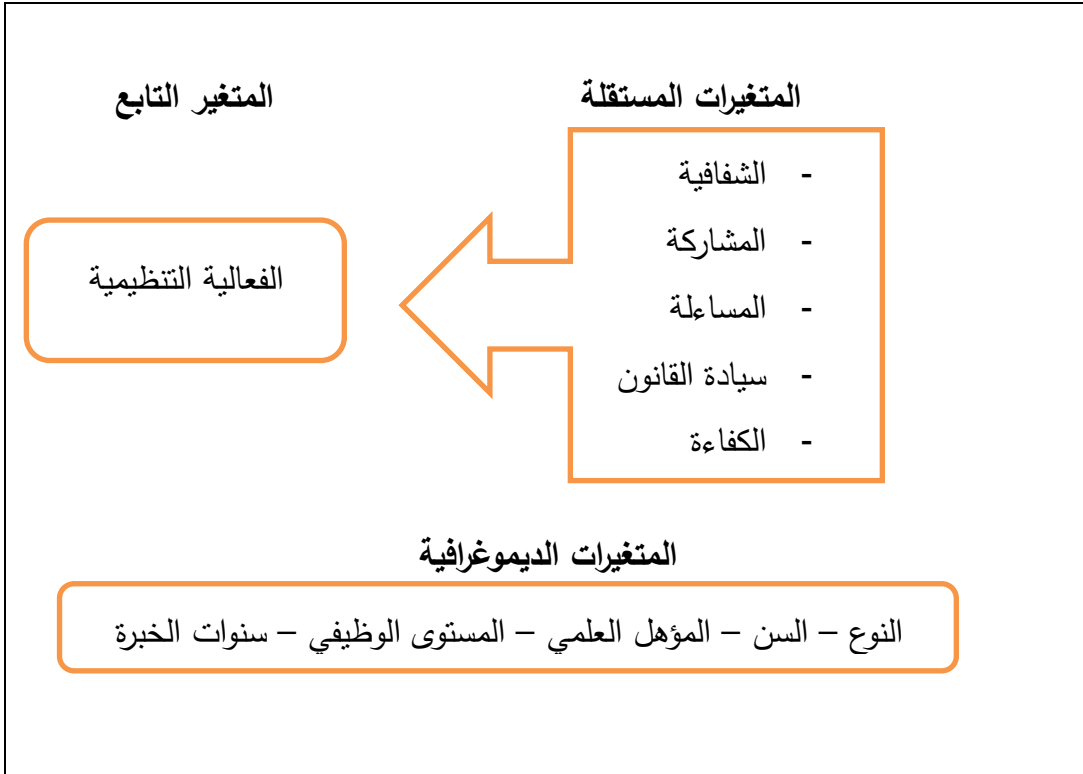 المتغيرات المستقلة
المتغير التابع
- الشفافية
- المشاركة
- المساءلة
- سيادة القانون
- الكفاءة
الفعالية التنظيمية
المتغيرات الديموغرافية
النوع – السن – المؤهل العلمي – المستوى الوظيفي – سنوات الخبرة